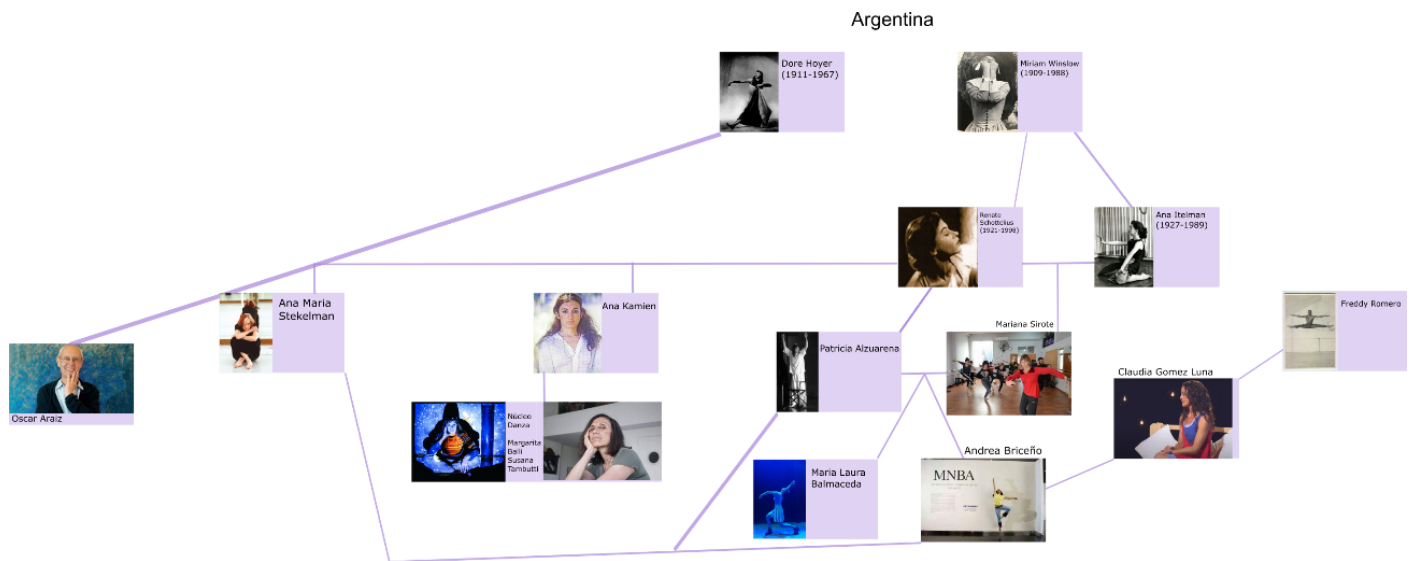 Argentina
Dore Hoyer
(1911-1967)
Miriam Winslow
(1909-1988)
Renate
Schottelius
(1921-1998)
Ana Itelman
(1927-1989)
Ana Maria
Stekelman
Ana Kamien
Freddy Romero
Mariana Sirote
Patricia Alzuarena
Oscar Araiz
Claudia Gomez Luna
Núcleo
Danza
Margarita
Balli
Susana
Tambutti
Andrea Briceño
Maria Laura
Balmaceda
MNBA